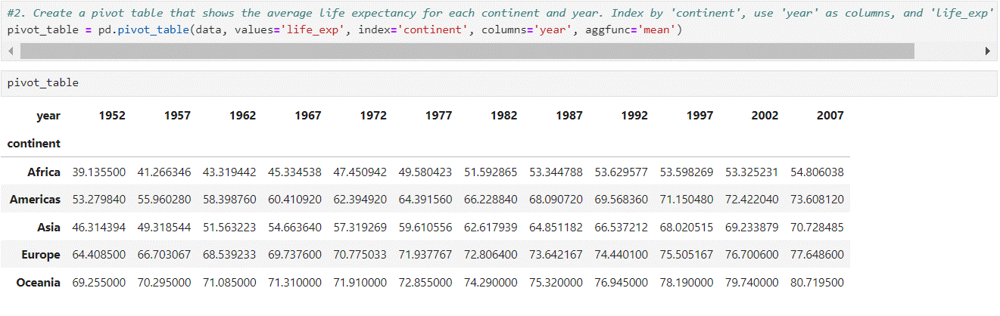 #2. Create a pivot table that shows the average life expectancy for each continent and year. Index by 'continent', use 'year' as columns, and 'life_exp'
pivot_table = pd.pivot_table(data, values='life_exp', index='continent', columns='year', aggfunc='mean')
pivot_table
year 1952 1957 1962 1967 1972 1977 1982 1987 1992 1997 2002 2007
continent
Africa 39.135500 41.266346 43.319442 45.334538 47.450942 49.580423 51.592865 53.344788 53.629577 53.598269 53.325231 54.806038
Americas 53.279840 55.960280 58.398760 60.410920 62.394920 64.391560 66.228840 68.090720 69.568360 71.150480 72.422040 73.608120
Asia 46.314394 49.318544 51.563223 54.663640 57.319269 59.610556 62.617939 64.851182 66.537212 68.020515 69.233879 70.728485
Europe 64.408500 66.703067 68.539233 69.737600 70.775033 71.937767 72.806400 73.642167 74.440100 75.505167 76.700600 77.648600
Oceania 69.255000 70.295000 71.085000 71.310000 71.910000 72.855000 74.290000 75.320000 76.945000 78.190000 79.740000 80.719500